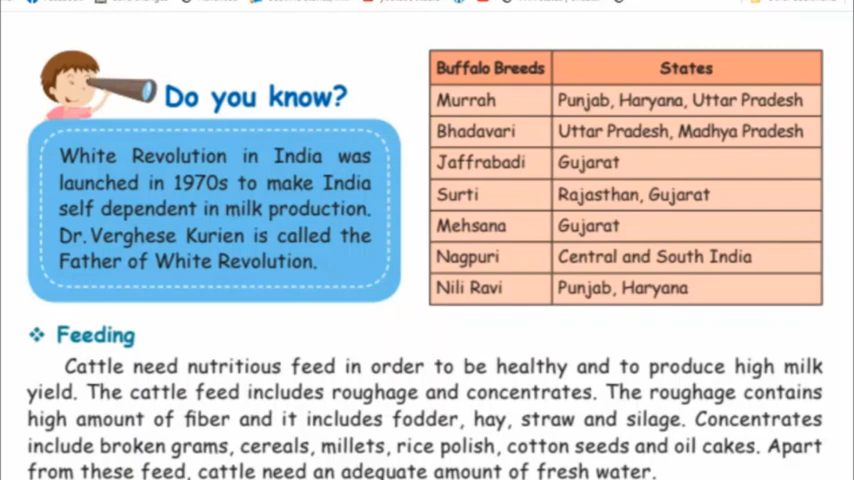 Do you know?
White Revolution in India was
launched in 1970s to make India
self dependent in milk production.
Dr. Verghese Kurien is called the
Father of White Revolution.
Buffalo Breeds States
Murrah Punjab, Haryana, Uttar Pradesh
Bhadavari Uttar Pradesh, Madhya Pradesh
Jaffrabadi Gujarat
Surti Rajasthan, Gujarat
Mehsana Gujarat
Nagpuri Central and South India
Nili Ravi Punjab, Haryana
❖ Feeding
Cattle need nutritious feed in order to be healthy and to produce high milk
yield. The cattle feed includes roughage and concentrates. The roughage contains
high amount of fiber and it includes fodder, hay, straw and silage. Concentrates
include broken grams, cereals, millets, rice polish, cotton seeds and oil cakes. Apart
from these feed, cattle need an adequate amount of fresh water.